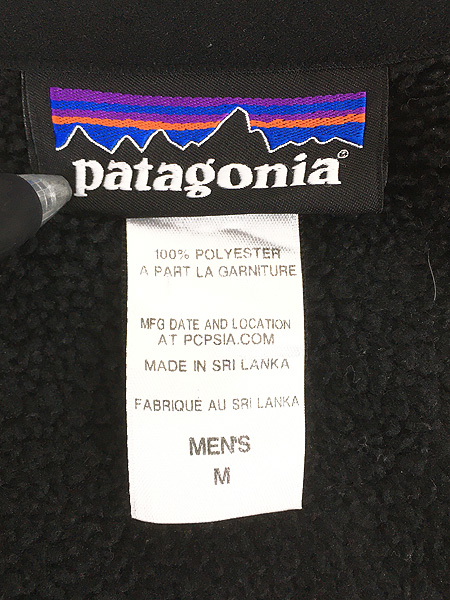 patagonia®
100% POLYESTER
A PART LA GARNITURE
MFG DATE AND LOCATION
AT PCPSIA.COM
MADE IN SRI LANKA
FABRIQUÉ AU SRI LANKA
MEN'S
M